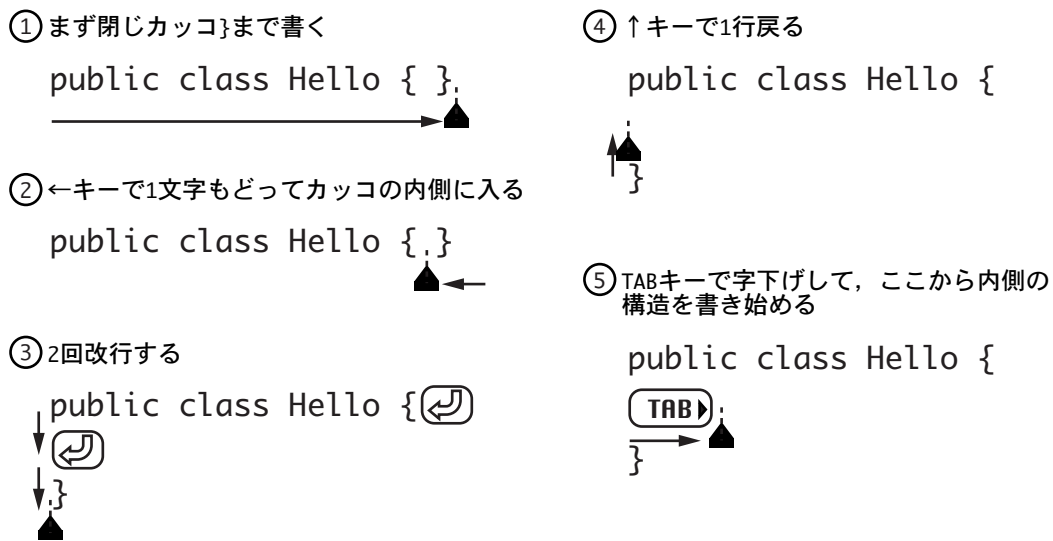 ①まず閉じカッコ}まで書く
public class Hello { }
②←キーで1文字もどってカッコの内側に入る
public class Hello { }
③2回改行する
public class Hello {
}
④↑キーで1行戻る
public class Hello {
}
⑤TABキーで字下げして，ここから内側の
構造を書き始める
public class Hello {
TAB
}